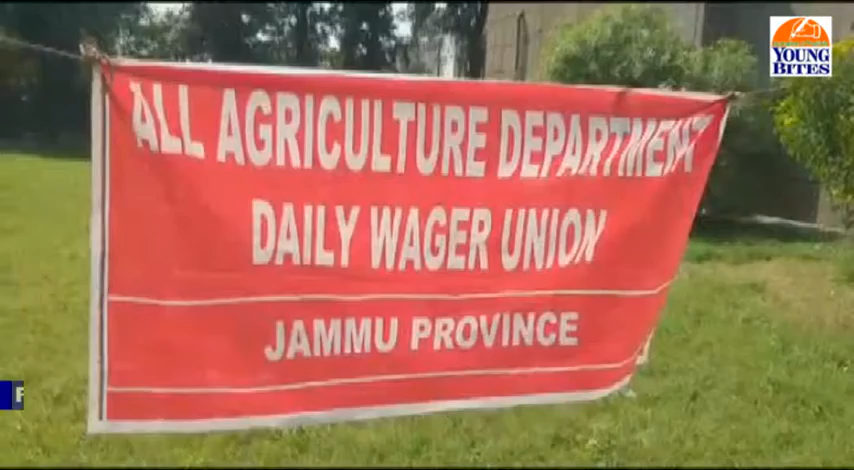 YOUNG
BITES
ALL AGRICULTURE DEPARTMENT
DAILY WAGER UNION
JAMMU PROVINCE